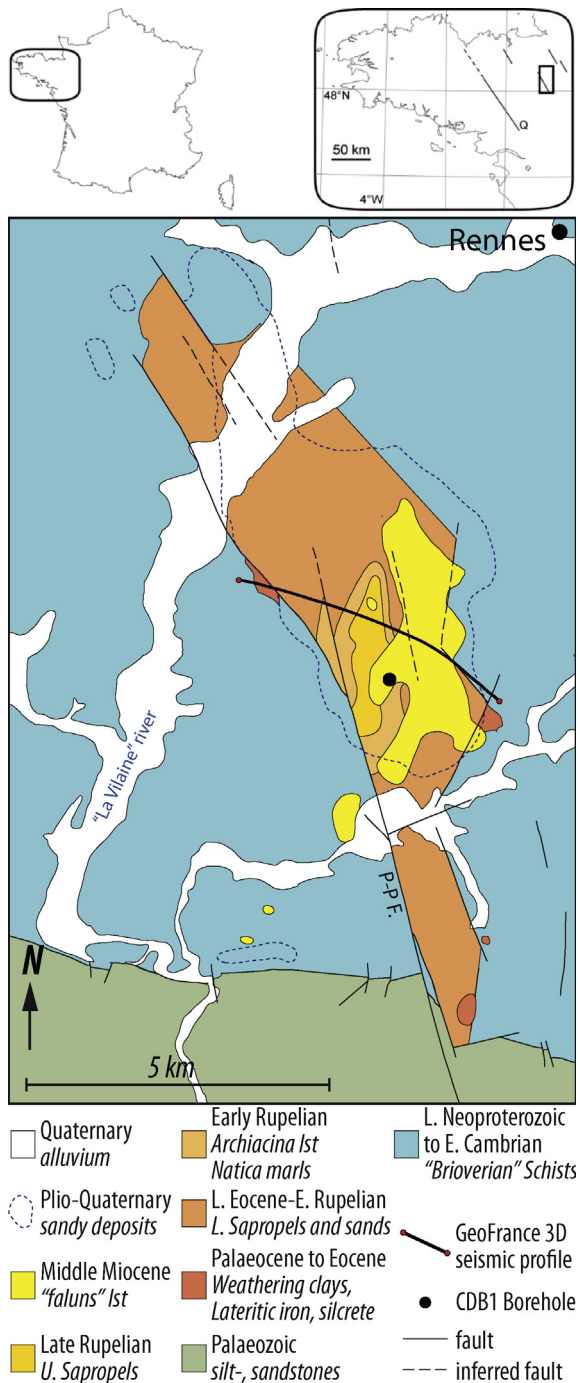 48°N
Q
50 km
4°W
Rennes
"La Vilaine" river
P-P F.
N
5 km
Quaternary
alluvium
Plio-Quaternary
sandy deposits
Middle Miocene
"faluns" lst
Late Rupelian
U. Sapropels
Early Rupelian
Archiacina lst
Natica marls
L. Eocene-E. Rupelian
L. Sapropels and sands
Palaeocene to Eocene
Weathering clays,
Lateritic iron, silcrete
Palaeozoic
silt-, sandstones
L. Neoproterozoic
to E. Cambrian
"Brioverian" Schists
GeoFrance 3D
seismic profile
CDB1 Borehole
fault
inferred fault